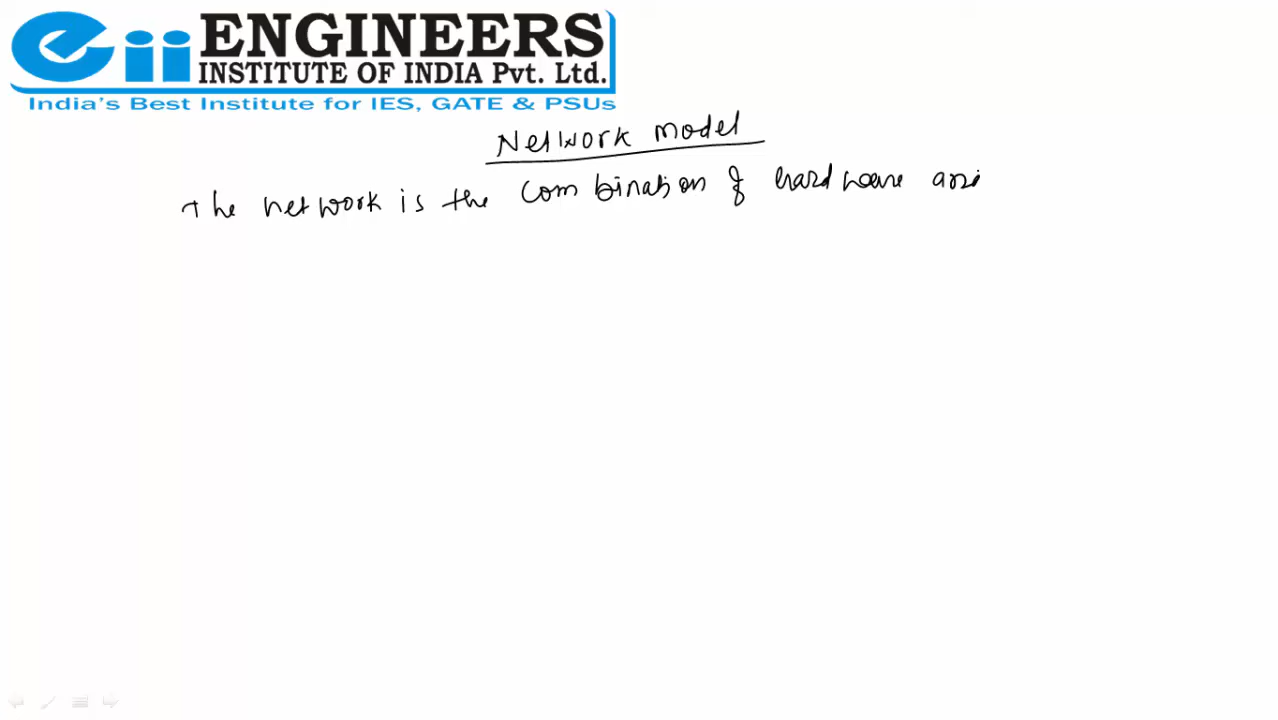 eii ENGINEERS
INSTITUTE OF INDIA Pvt. Ltd.
India's Best Institute for IES, GATE & PSUs
Network model
The network is the combination of hardware